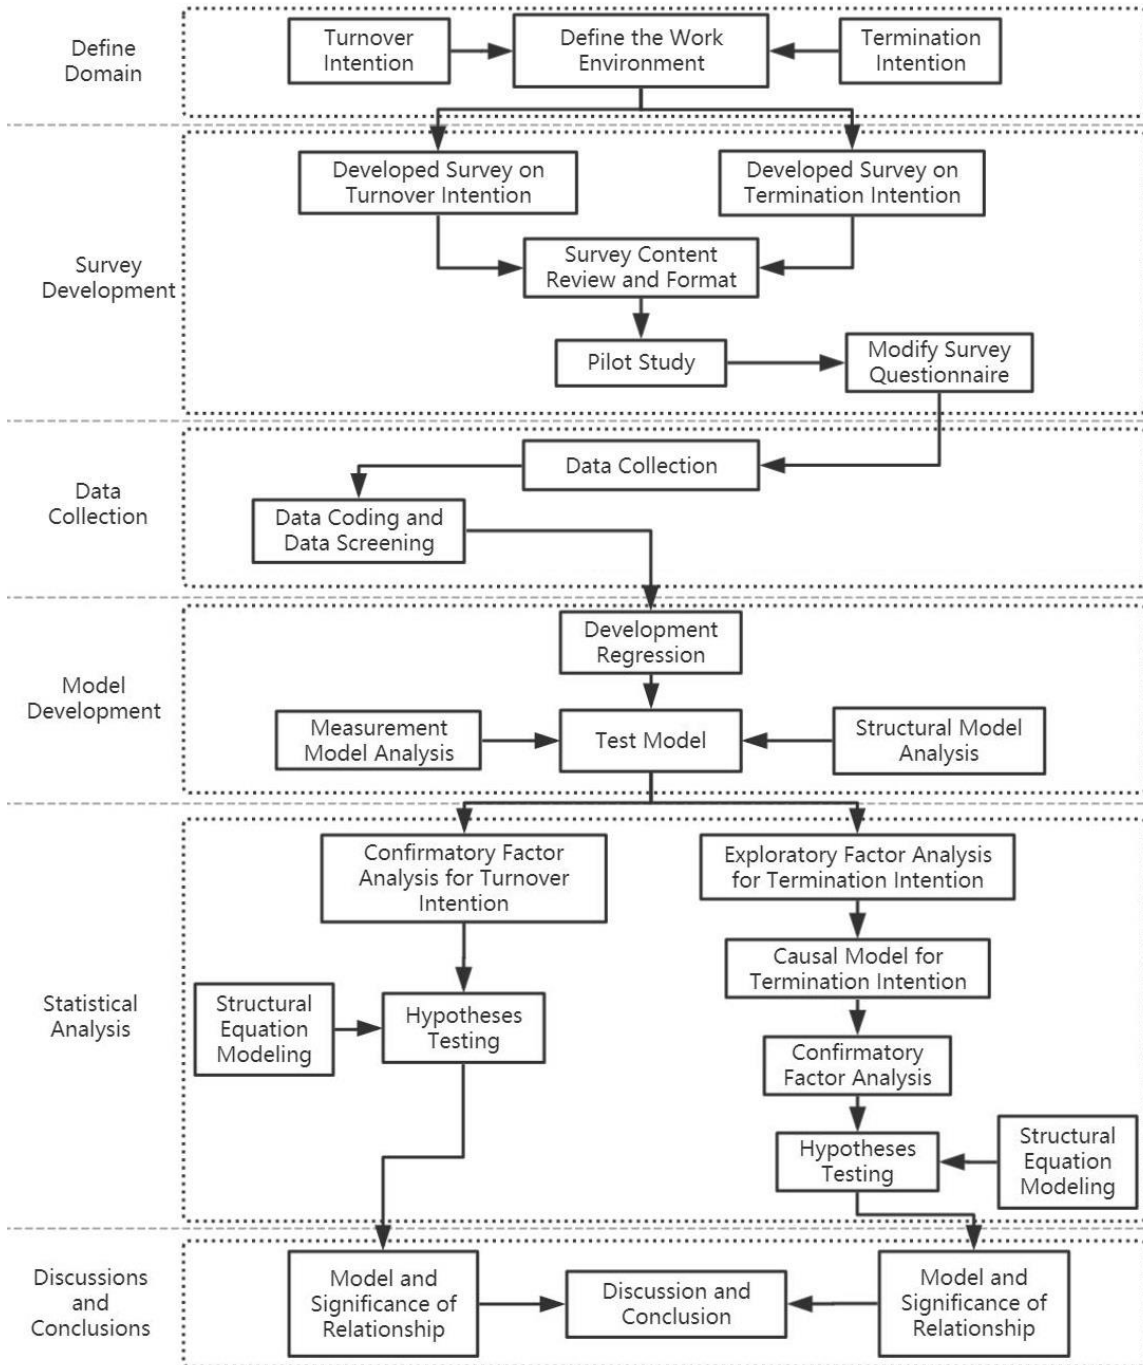 Define
Domain
Turnover
Intention
Define the Work
Environment
Termination
Intention
Survey
Development
Developed Survey on
Turnover Intention
Developed Survey on
Termination Intention
Survey Content
Review and Format
Pilot Study
Modify Survey
Questionnaire
Data
Collection
Data Collection
Data Coding and
Data Screening
Model
Development
Development
Regression
Measurement
Model Analysis
Test Model
Structural Model
Analysis
Statistical
Analysis
Confirmatory Factor
Analysis for Turnover
Intention
Exploratory Factor Analysis
for Termination Intention
Causal Model for
Termination Intention
Structural
Equation
Modeling
Hypotheses
Testing
Confirmatory
Factor Analysis
Hypotheses
Testing
Structural
Equation
Modeling
Discussions
and
Conclusions
Model and
Significance of
Relationship
Discussion and
Conclusion
Model and
Significance of
Relationship